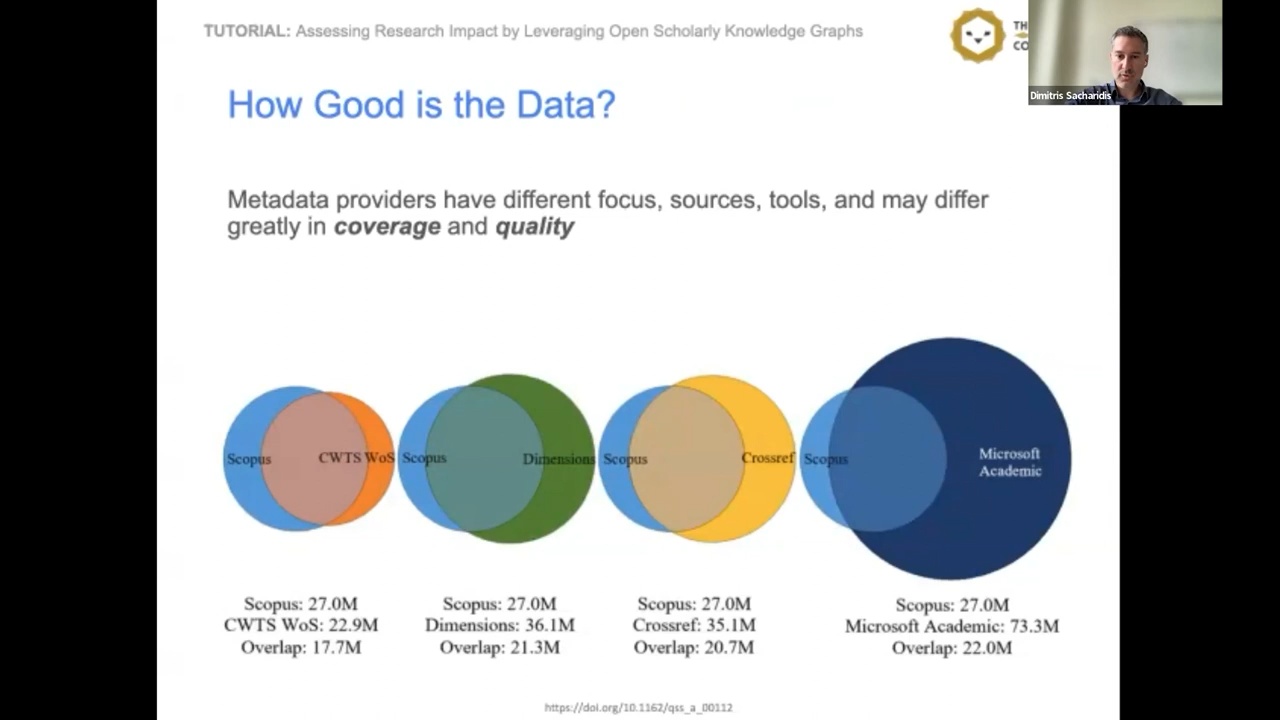 TUTORIAL: Assessing Research Impact by Leveraging Open Scholarly Knowledge Graphs
TH
CO
Dimitris Sacharidis
How Good is the Data?
Metadata providers have different focus, sources, tools, and may differ
greatly in coverage and quality
Scopus
CWTS WoS
Scopus
Dimensions
Scopus
Crossref
Scopus
Microsoft
Academic
Scopus: 27.0M
CWTS WoS: 22.9M
Overlap: 17.7M
Scopus: 27.0M
Dimensions: 36.1M
Overlap: 21.3M
Scopus: 27.0M
Crossref: 35.1M
Overlap: 20.7M
Scopus: 27.0M
Microsoft Academic: 73.3M
Overlap: 22.0M
https://doi.org/10.1162/qss_a_00112